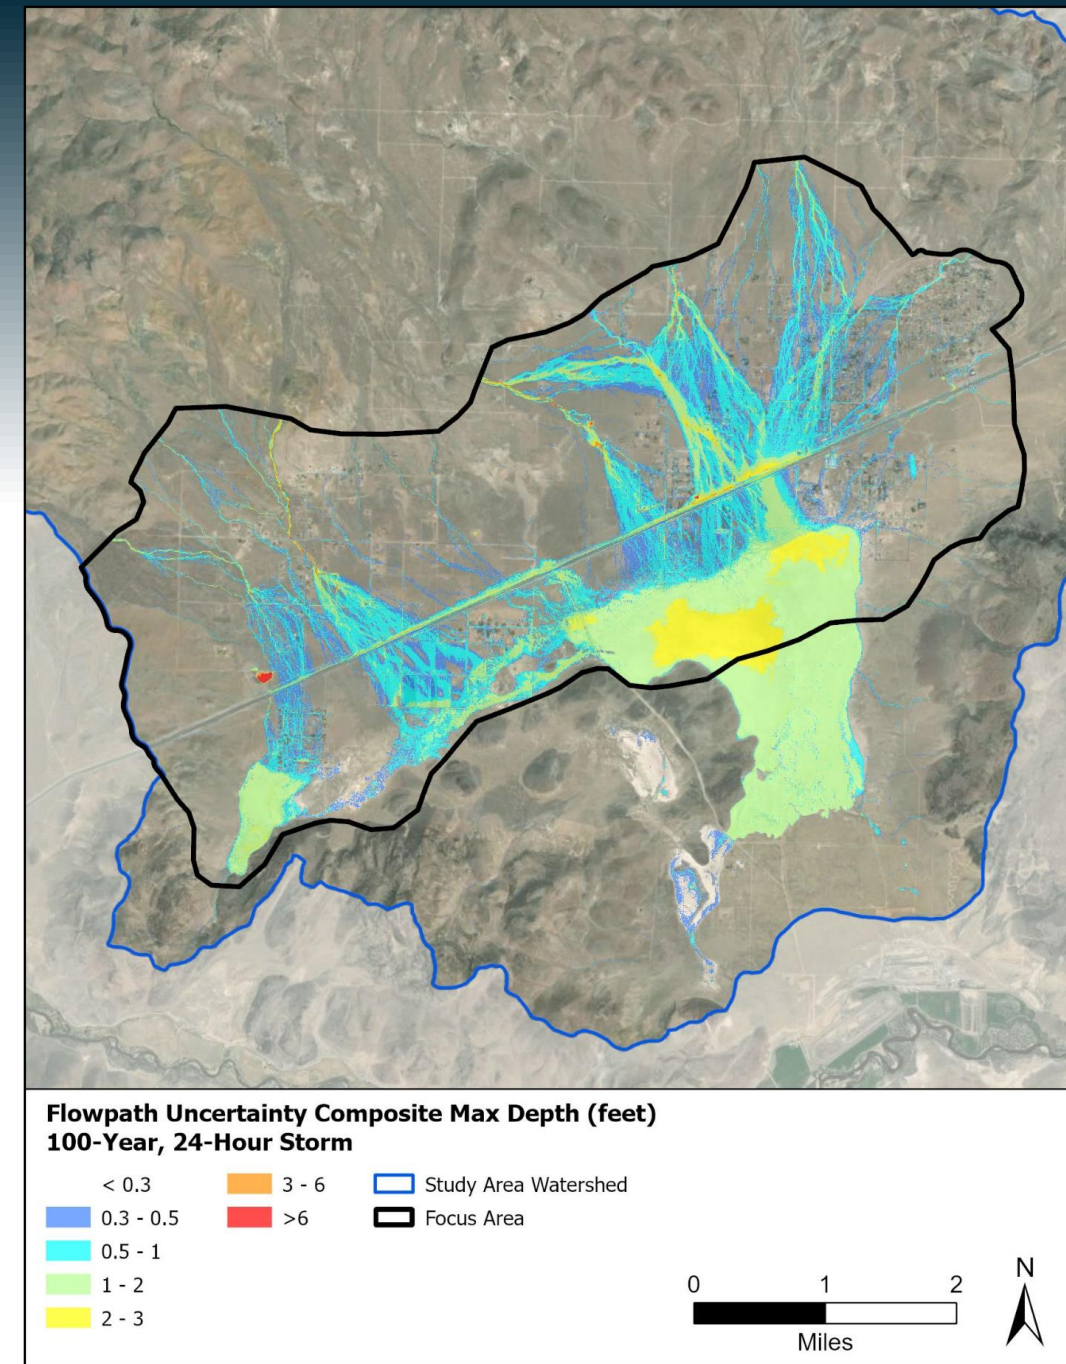 Flowpath Uncertainty Composite Max Depth (feet)
100-Year, 24-Hour Storm
< 0.3
0.3 - 0.5
0.5 - 1
1 - 2
2 - 3
3 - 6
>6
Study Area Watershed
Focus Area
0 1 2
Miles
N